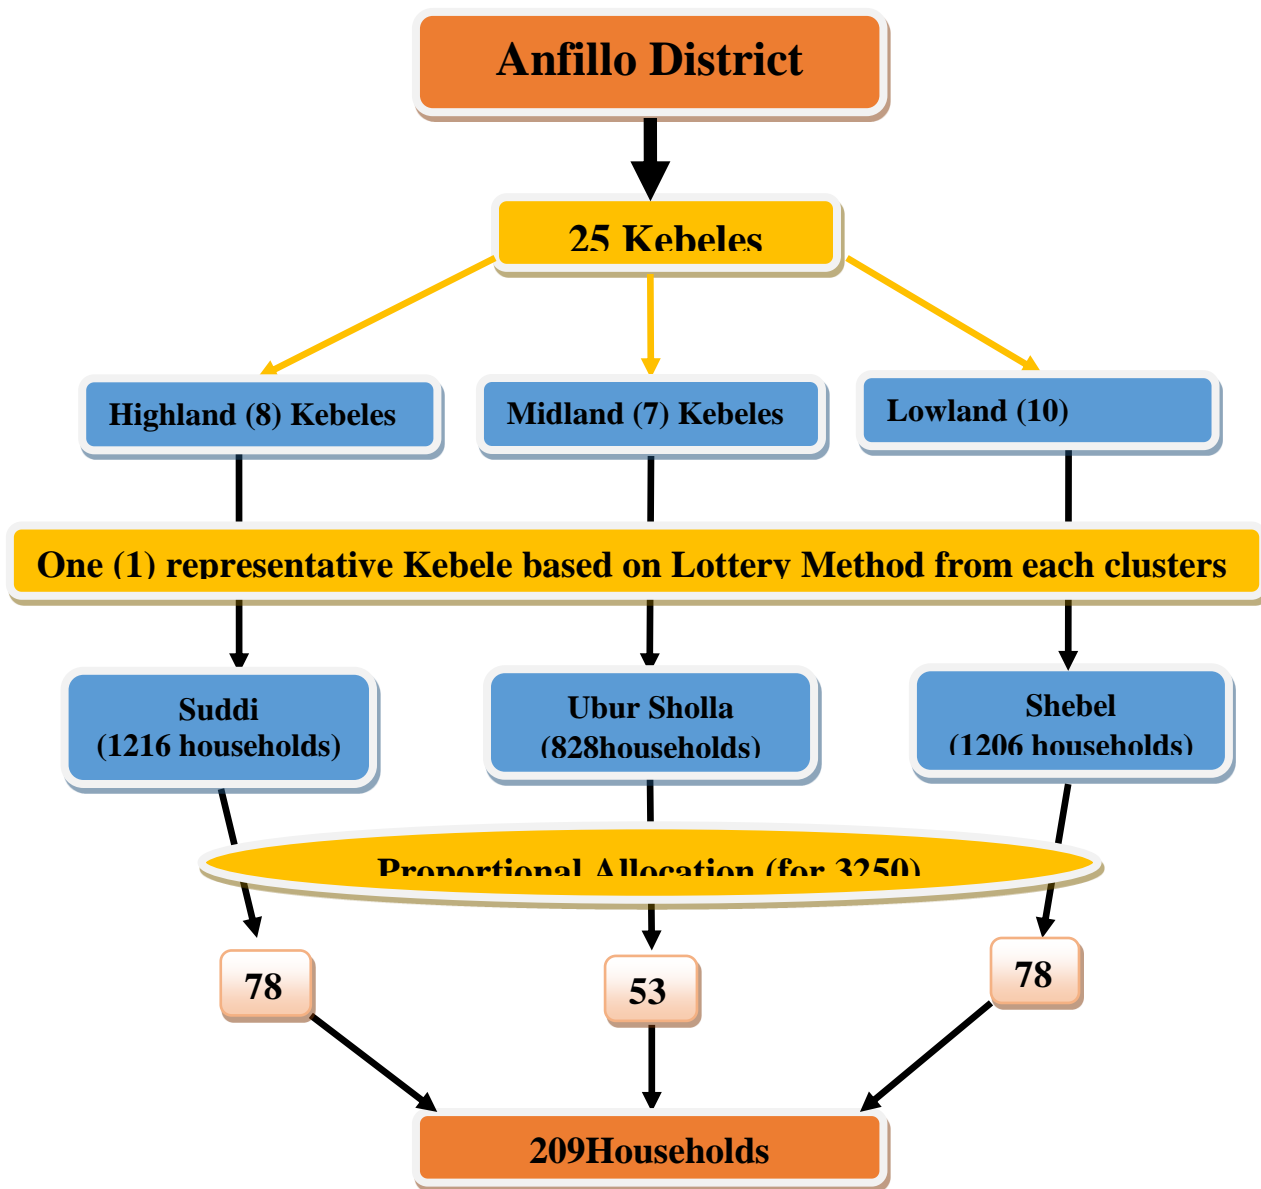 Anfillo District
25 Kebeles
Highland (8) Kebeles
Midland (7) Kebeles
Lowland (10)
One (1) representative Kebele based on Lottery Method from each clusters
Suddi
(1216 households)
Ubur Sholla
(828households)
Shebel
(1206 households)
Proportional Allocation (for 3250)
78
53
78
209Households